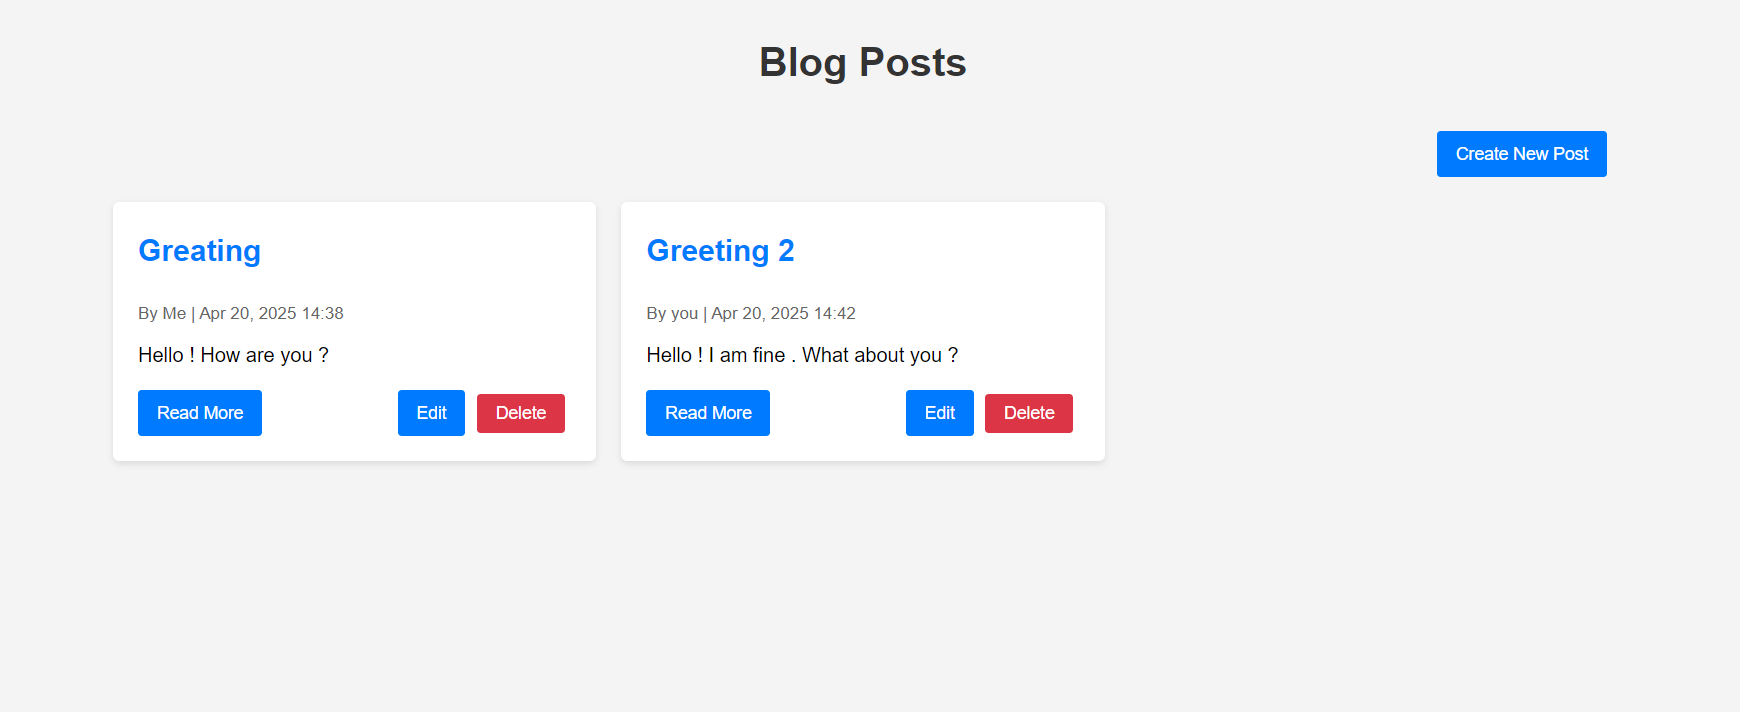 Blog Posts
Create New Post
Greating
By Me | Apr 20, 2025 14:38
Hello ! How are you ?
Read More Edit Delete
Greeting 2
By you | Apr 20, 2025 14:42
Hello ! I am fine . What about you ?
Read More Edit Delete